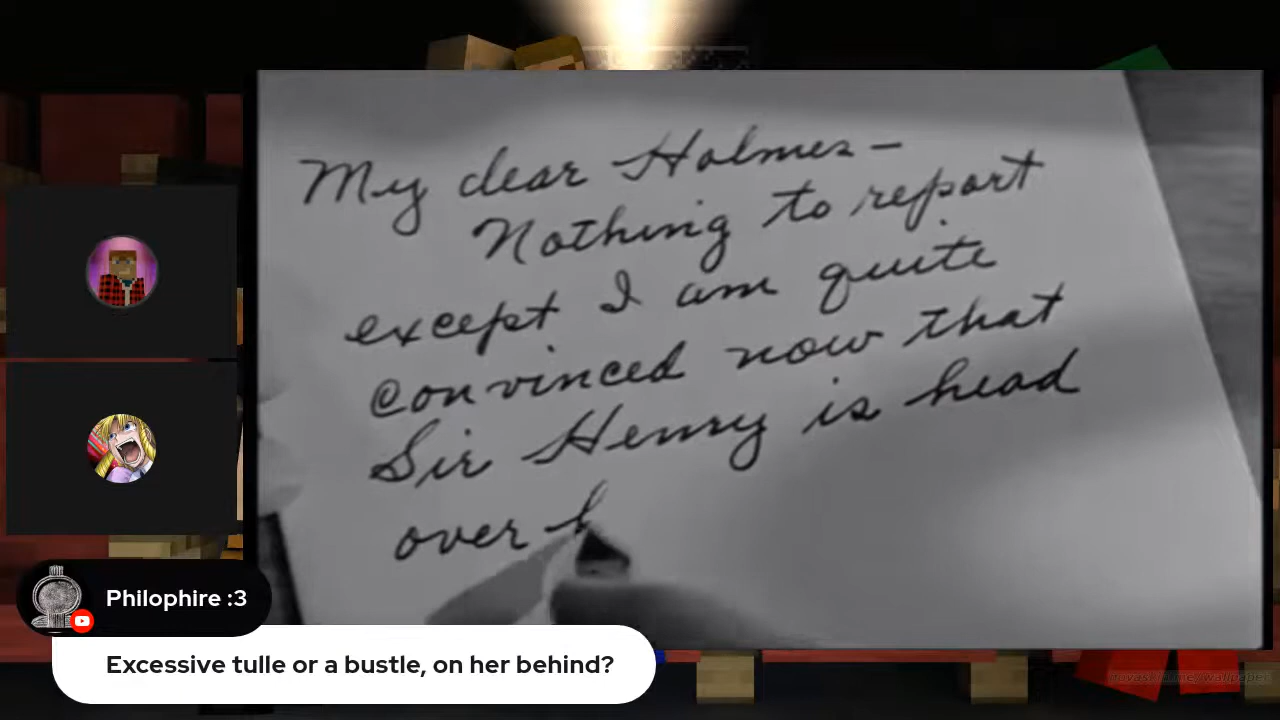 My dear Holmes –
Nothing to report
except I am quite
convinced now that
Sir Henry is head
over h
Philophire :3
Excessive tulle or a bustle, on her behind?